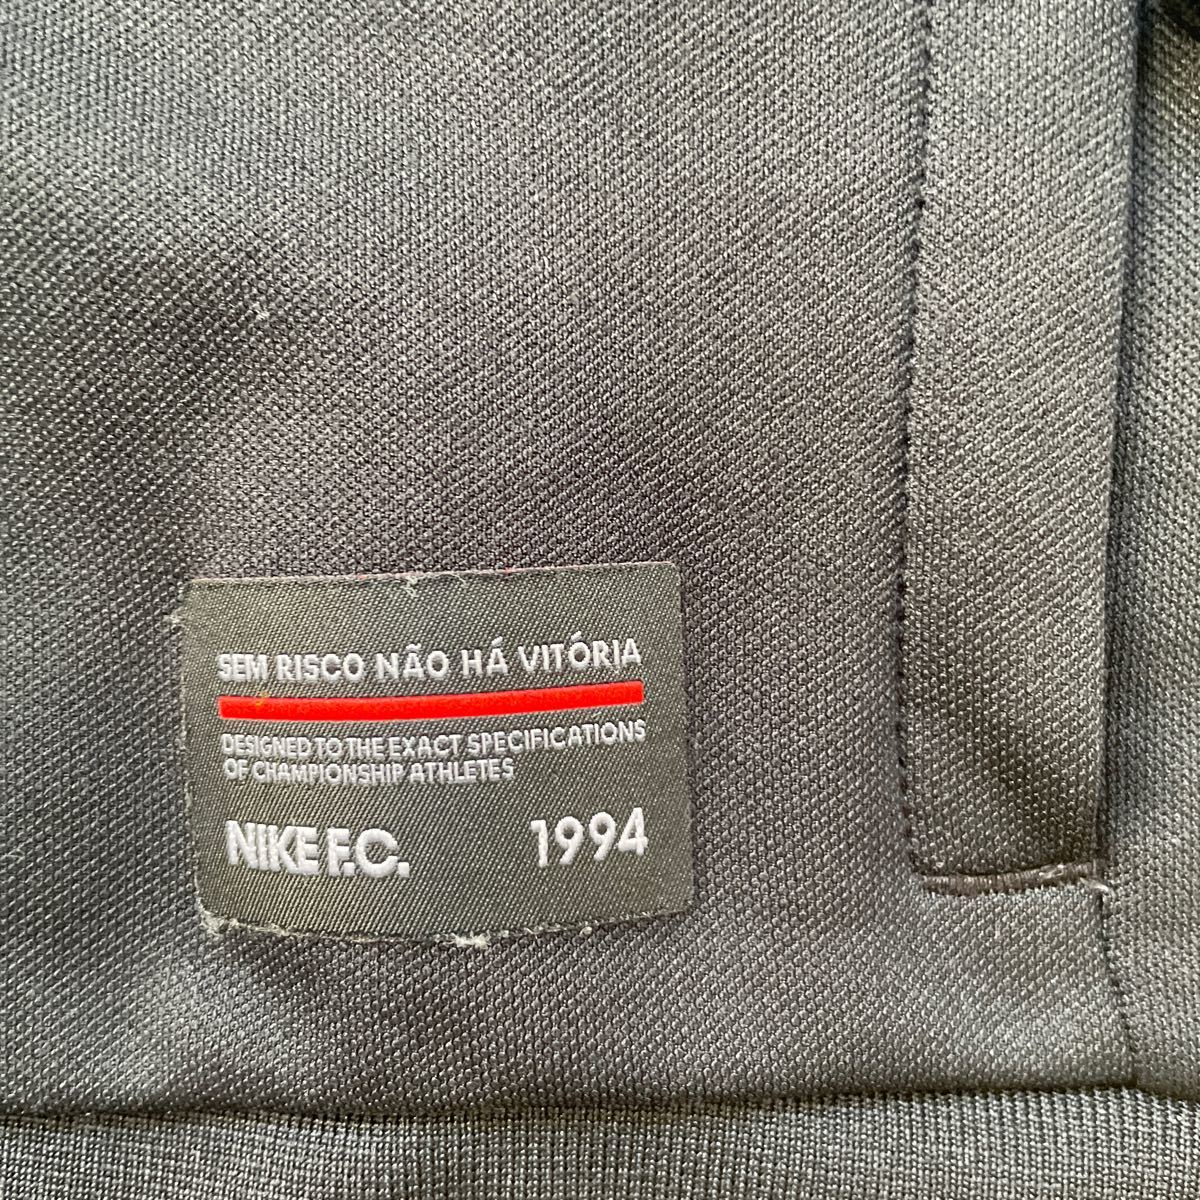 SEM RISCO NÃO HÁ VITÓRIA
DESIGNED TO THE EXACT SPECIFICATIONS
OF CHAMPIONSHIP ATHLETES
NIKE F.C. 1994